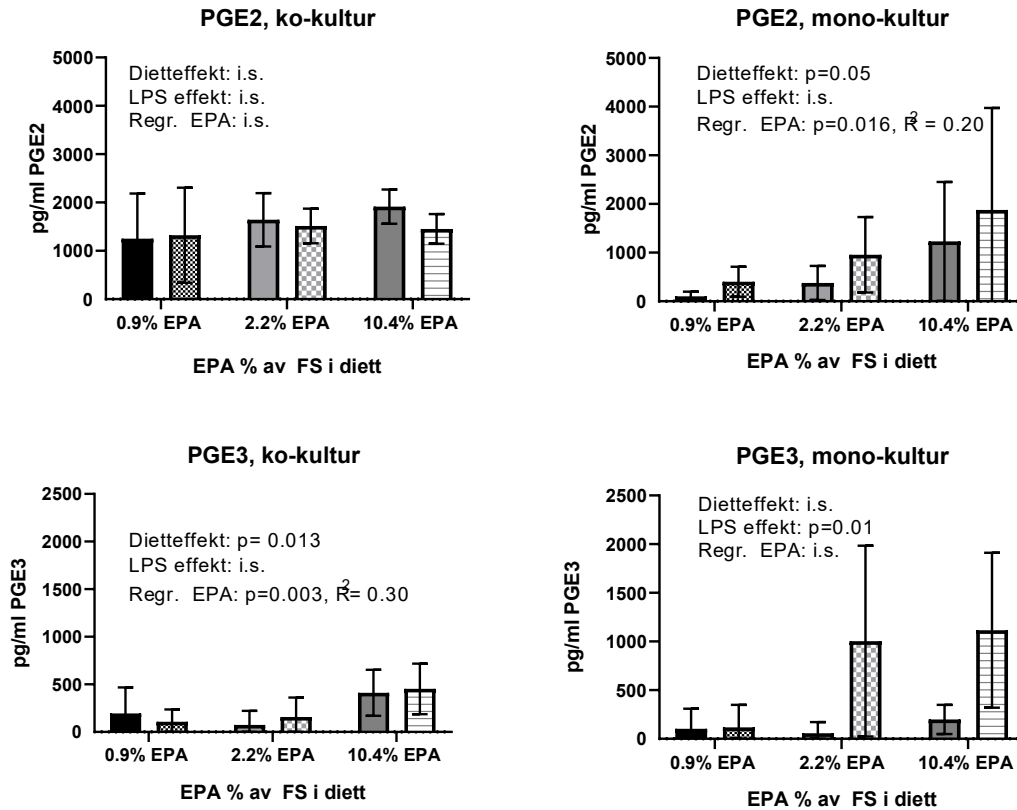 PGE2, ko-kultur
5000
4000
3000
2000
1000
0
pg/ml PGE2
Dietteffekt: i.s.
LPS effekt: i.s.
Regr. EPA: i.s.
0.9% EPA 2.2% EPA 10.4% EPA
EPA % av FS i diett
PGE2, mono-kultur
5000
4000
3000
2000
1000
0
pg/ml PGE2
Dietteffekt: p=0.05
LPS effekt: i.s.
Regr. EPA: p=0.016, R² = 0.20
0.9% EPA 2.2% EPA 10.4% EPA
EPA % av FS i diett
PGE3, ko-kultur
2500
2000
1500
1000
500
0
pg/ml PGE3
Dietteffekt: p= 0.013
LPS effekt: i.s.
Regr. EPA: p=0.003, R²= 0.30
0.9% EPA 2.2% EPA 10.4% EPA
EPA % av FS i diett
PGE3, mono-kultur
2500
2000
1500
1000
500
0
pg/ml PGE3
Dietteffekt: i.s.
LPS effekt: p=0.01
Regr. EPA: i.s.
0.9% EPA 2.2% EPA 10.4% EPA
EPA % av FS i diett